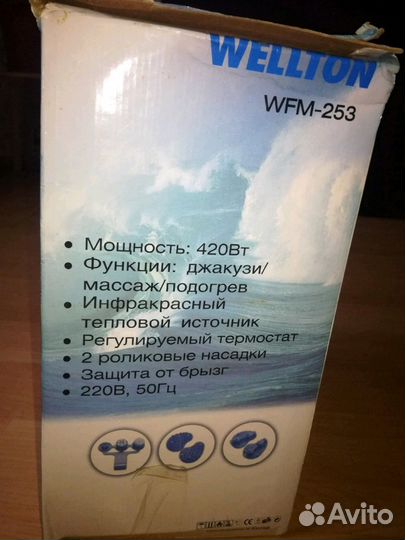 WELLTON
WFM-253
• Мощность: 420Вт
• Функции: джакузи/
массаж/подогрев
• Инфракрасный
тепловой источник
• Регулируемый термостат
• 2 роликовые насадки
• Защита от брызг
• 220В, 50Гц
CE
Avito